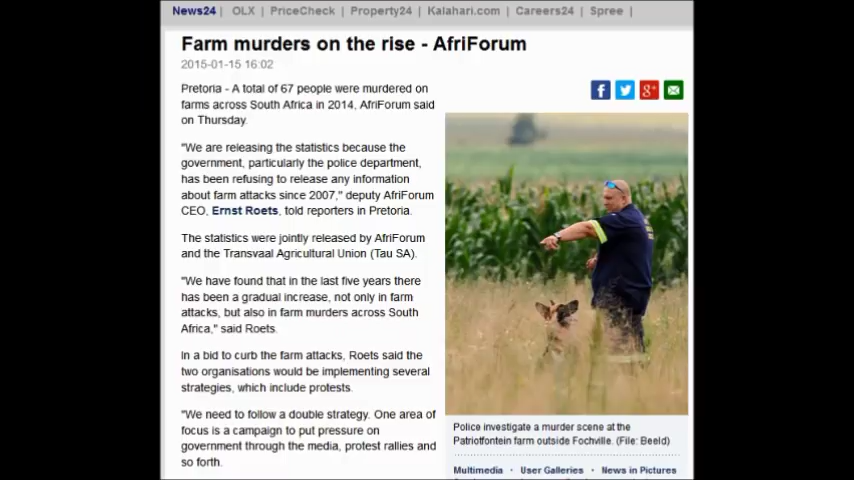 News24 | OLX | PriceCheck | Property24 | Kalahari.com | Careers24 | Spree |
Farm murders on the rise - AfriForum
2015-01-15 16:02
Pretoria - A total of 67 people were murdered on
farms across South Africa in 2014, AfriForum said
on Thursday.
"We are releasing the statistics because the
government, particularly the police department,
has been refusing to release any information
about farm attacks since 2007," deputy AfriForum
CEO, Ernst Roets, told reporters in Pretoria.
The statistics were jointly released by AfriForum
and the Transvaal Agricultural Union (Tau SA).
"We have found that in the last five years there
has been a gradual increase, not only in farm
attacks, but also in farm murders across South
Africa," said Roets.
In a bid to curb the farm attacks, Roets said the
two organisations would be implementing several
strategies, which include protests.
"We need to follow a double strategy. One area of
focus is a campaign to put pressure on
government through the media, protest rallies and
so forth.
Police investigate a murder scene at the
Patriotfontein farm outside Fochville. (File: Beeld)
Multimedia · User Galleries · News in Pictures